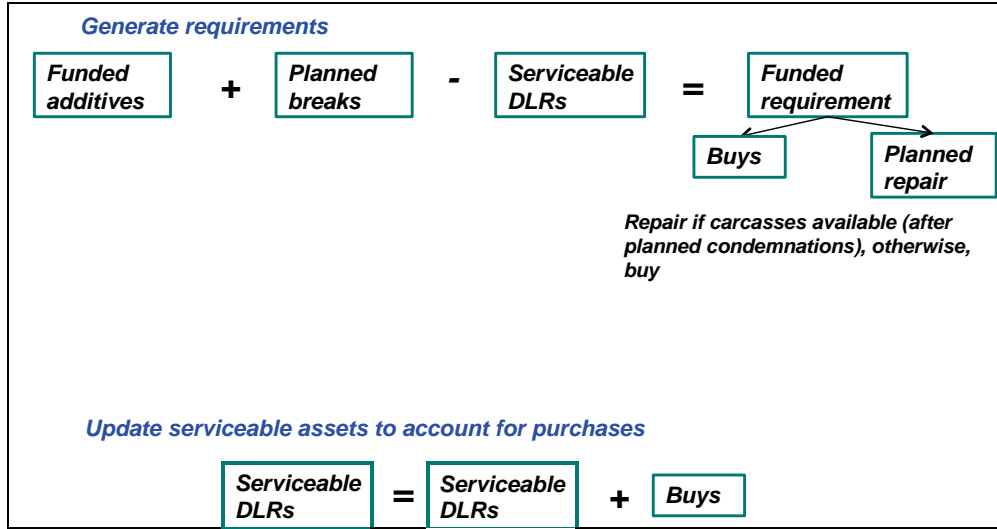 Generate requirements
Funded additives + Planned breaks - Serviceable DLRs = Funded requirement
Buys
Planned repair
Repair if carcasses available (after
planned condemnations), otherwise,
buy
Update serviceable assets to account for purchases
Serviceable DLRs = Serviceable DLRs + Buys